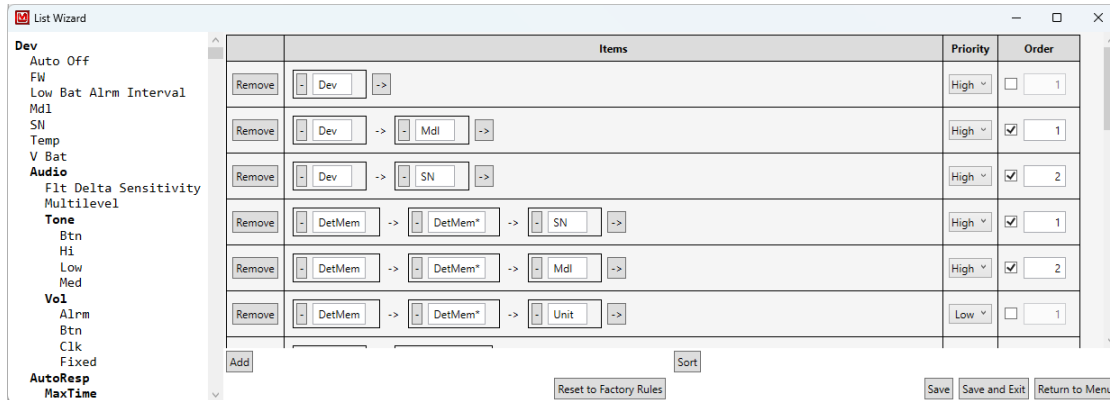 List Wizard
Dev
Auto Off
FW
Low Bat Alrm Interval
Mdl
SN
Temp
V Bat
Audio
Flt Delta Sensitivity
Multilevel
Tone
Btn
Hi
Low
Med
Vol
Alrm
Btn
Clk
Fixed
AutoResp
MaxTime
Items Priority Order
Remove - Dev -> High 1
Remove - Dev -> - Mdl -> High 1
Remove - Dev -> - SN -> High 2
Remove - DetMem -> - DetMem* -> - SN -> High 1
Remove - DetMem -> - DetMem* -> - Mdl -> High 2
Remove - DetMem -> - DetMem* -> - Unit -> Low 1
Add Sort
Reset to Factory Rules Save Save and Exit Return to Menu